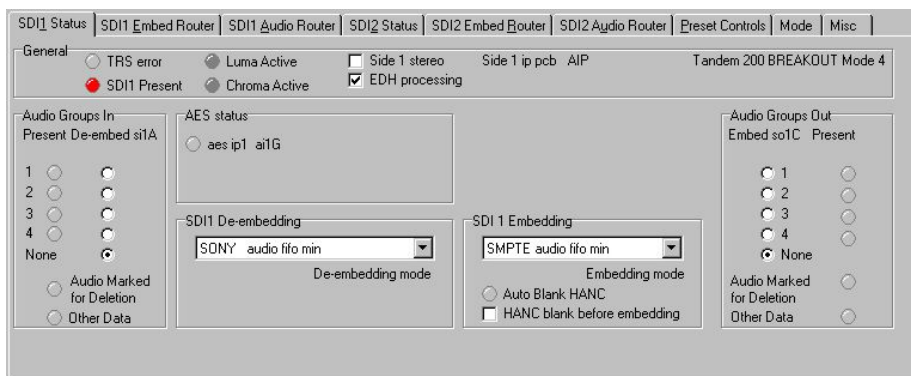 SDI1 Status SDI1 Embed Router SDI1 Audio Router SDI2 Status SDI2 Embed Router SDI2 Audio Router Preset Controls Mode Misc
General
TRS error Luma Active Side 1 stereo Side 1 ip pcb AIP Tandem 200 BREAKOUT Mode 4
SDI1 Present Chroma Active EDH processing
Audio Groups In
Present De-embed si1A
1
2
3
4
None
Audio Marked
for Deletion
Other Data
AES status
aes ip1 ai1G
SDI1 De-embedding
SONY audio fifo min
De-embedding mode
SDI 1 Embedding
SMPTE audio fifo min
Embedding mode
Auto Blank HANC
HANC blank before embedding
Audio Groups Out
Embed so1C Present
1
2
3
4
None
Audio Marked
for Deletion
Other Data